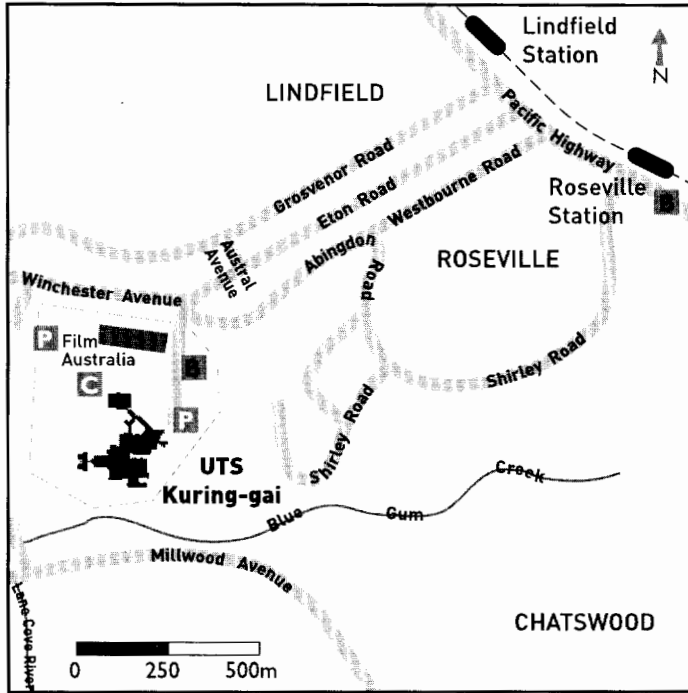 Lindfield
Station
N
LINDFIELD
Pacific Highway
Grosvenor Road
Eton Road
Westbourne Road
Roseville
Station
B
Austral
Avenue
Abingdon
Road
ROSEVILLE
Winchester Avenue
P
Film
Australia
B
C
P
Shirley Road
Shirley Road
UTS
Kuring-gai
Blue Gum Creek
Millwood Avenue
Lane Cove River
CHATSWOOD
0 250 500m